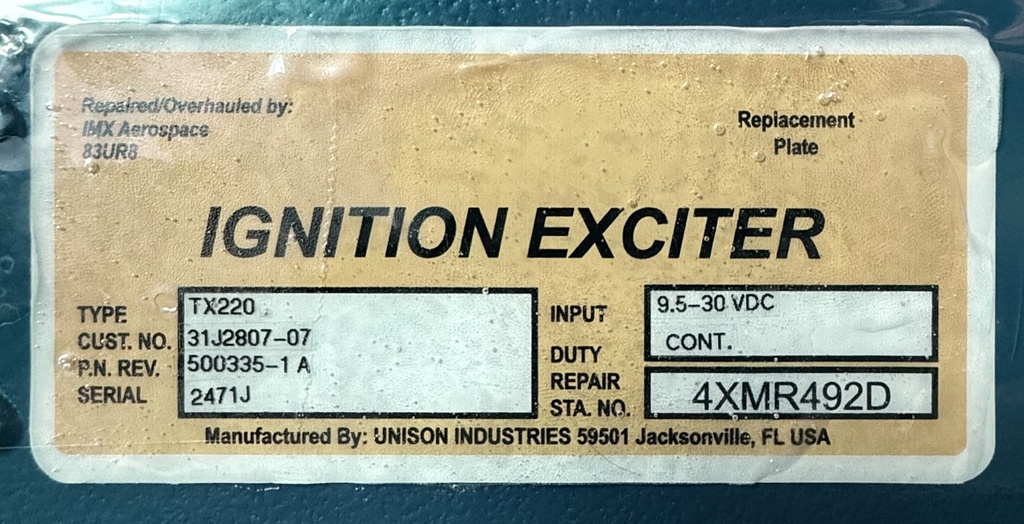 Repaired/Overhauled by:
IMX Aerospace
83UR8
Replacement
Plate
IGNITION EXCITER
TYPE TX220
CUST. NO. 31J2807-07
P.N. REV. 500335-1 A
SERIAL 2471J
INPUT 9.5-30 VDC
DUTY CONT.
REPAIR
STA. NO. 4XMR492D
Manufactured By: UNISON INDUSTRIES 59501 Jacksonville, FL USA